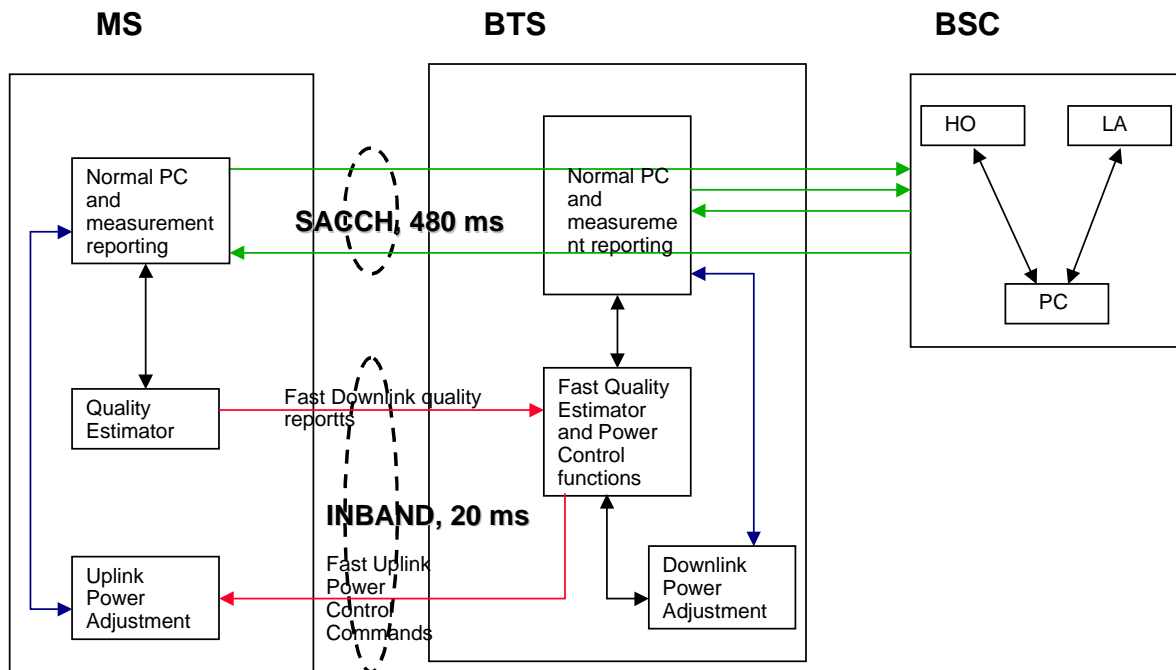 MS
BTS
BSC
HO
LA
Normal PC
and
measurement
reporting
Normal PC
and
measureme
nt reporting
SACCH, 480 ms
PC
Quality
Estimator
Fast Downlink quality
reportts
Fast Quality
Estimator
and Power
Control
functions
INBAND, 20 ms
Uplink
Power
Adjustment
Fast Uplink
Power
Control
Commands
Downlink
Power
Adjustment